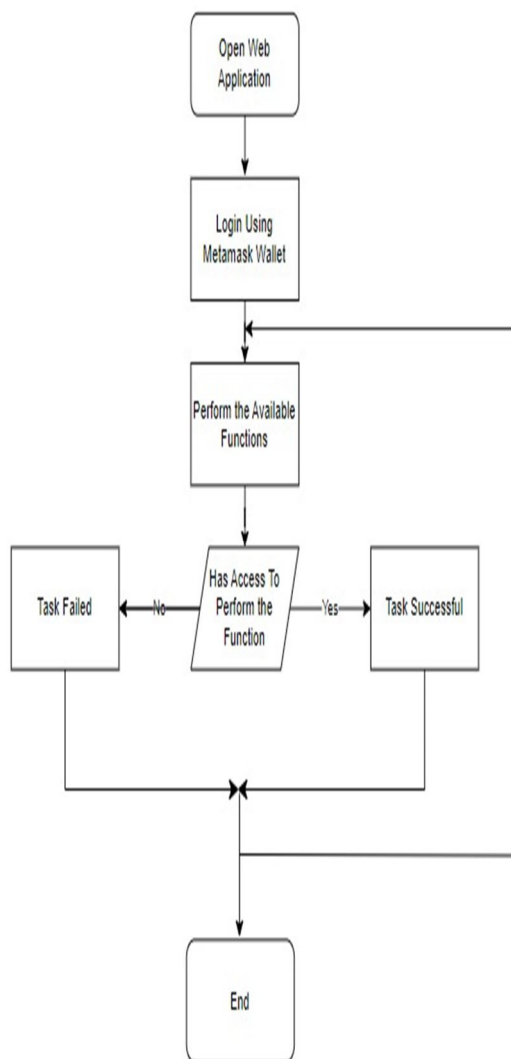 Open Web
Application
Login Using
Metamask Wallet
Perform the Available
Functions
Task Failed
No
Has Access To
Perform the
Function
Yes
Task Successful
End